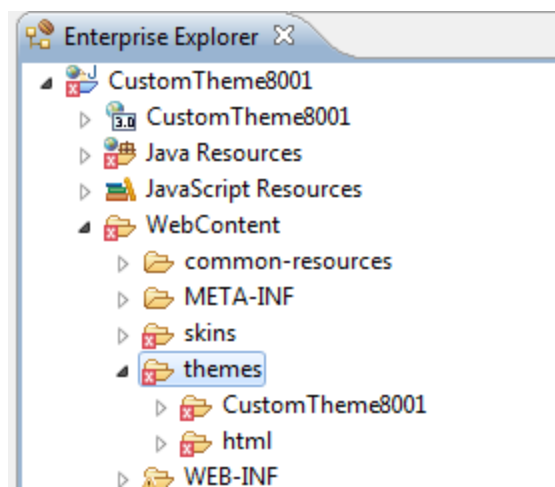 Enterprise Explorer
CustomTheme8001
3.0 CustomTheme8001
Java Resources
JavaScript Resources
WebContent
common-resources
META-INF
skins
themes
CustomTheme8001
html
WEB-INF